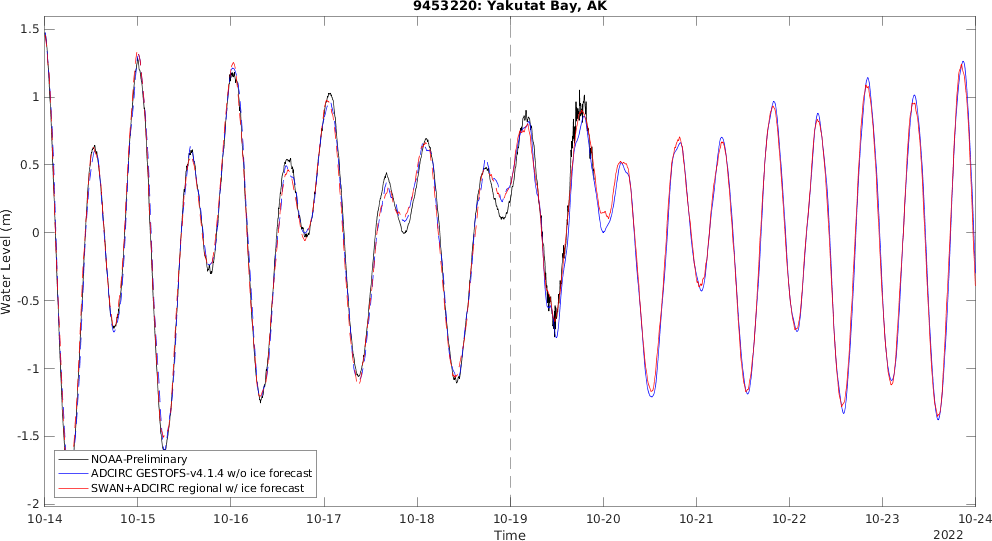 9453220: Yakutat Bay, AK
1.5
1
0.5
0
-0.5
-1
-1.5
-2
Water Level (m)
NOAA-Preliminary
ADCIRC GESTOFS-v4.1.4 w/o ice forecast
SWAN+ADCIRC regional w/ ice forecast
10-14 10-15 10-16 10-17 10-18 10-19 10-20 10-21 10-22 10-23 10-24
Time
2022